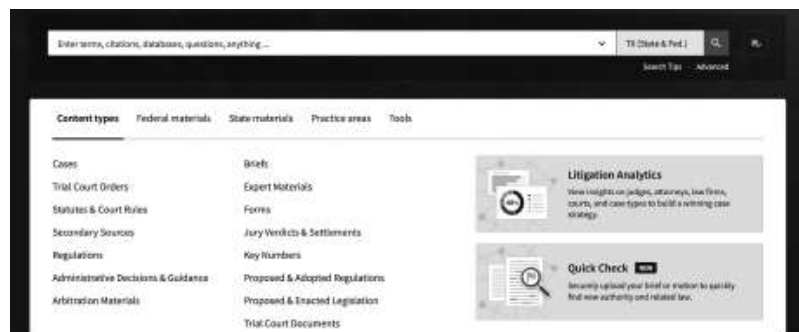 Enter terms, citations, databases, questions, anything ...
TX (State & Fed.)
Search Tips
Advanced
Content types
Federal materials
State materials
Practice areas
Tools
Cases
Trial Court Orders
Statutes & Court Rules
Secondary Sources
Regulations
Administrative Decisions & Guidance
Arbitration Materials
Briefs
Expert Materials
Forms
Jury Verdicts & Settlements
Key Numbers
Proposed & Adopted Regulations
Proposed & Enacted Legislation
Trial Court Documents
Litigation Analytics
View insights on judges, attorneys, law firms,
courts, and case types to build a winning case
strategy.
Quick Check NEW
Securely upload your brief or motion to quickly
find new authority and related law.